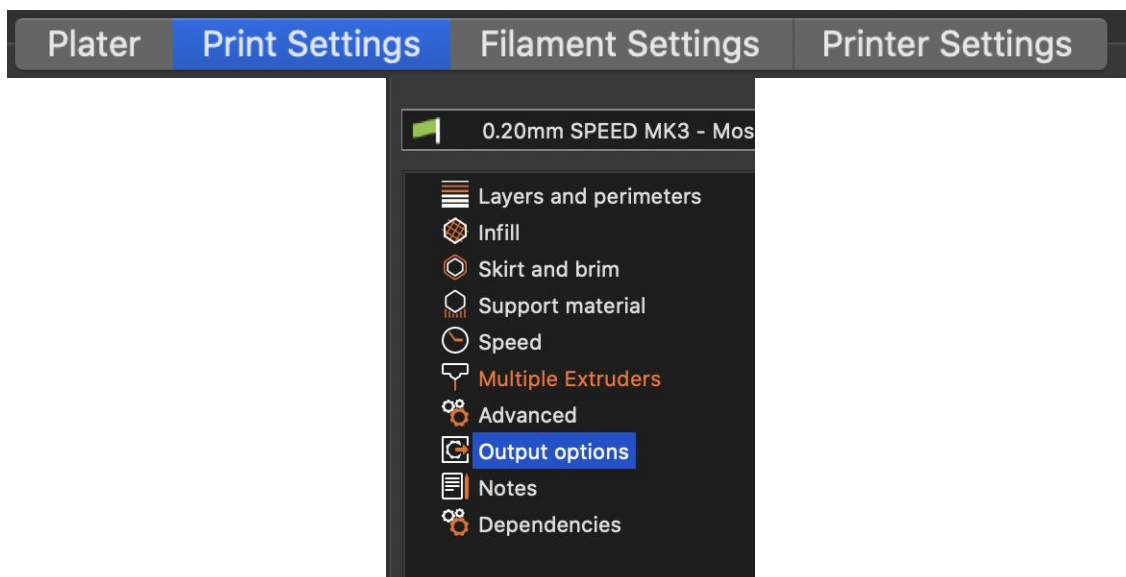 Plater Print Settings Filament Settings Printer Settings
0.20mm SPEED MK3 - Mos
Layers and perimeters
Infill
Skirt and brim
Support material
Speed
Multiple Extruders
Advanced
Output options
Notes
Dependencies